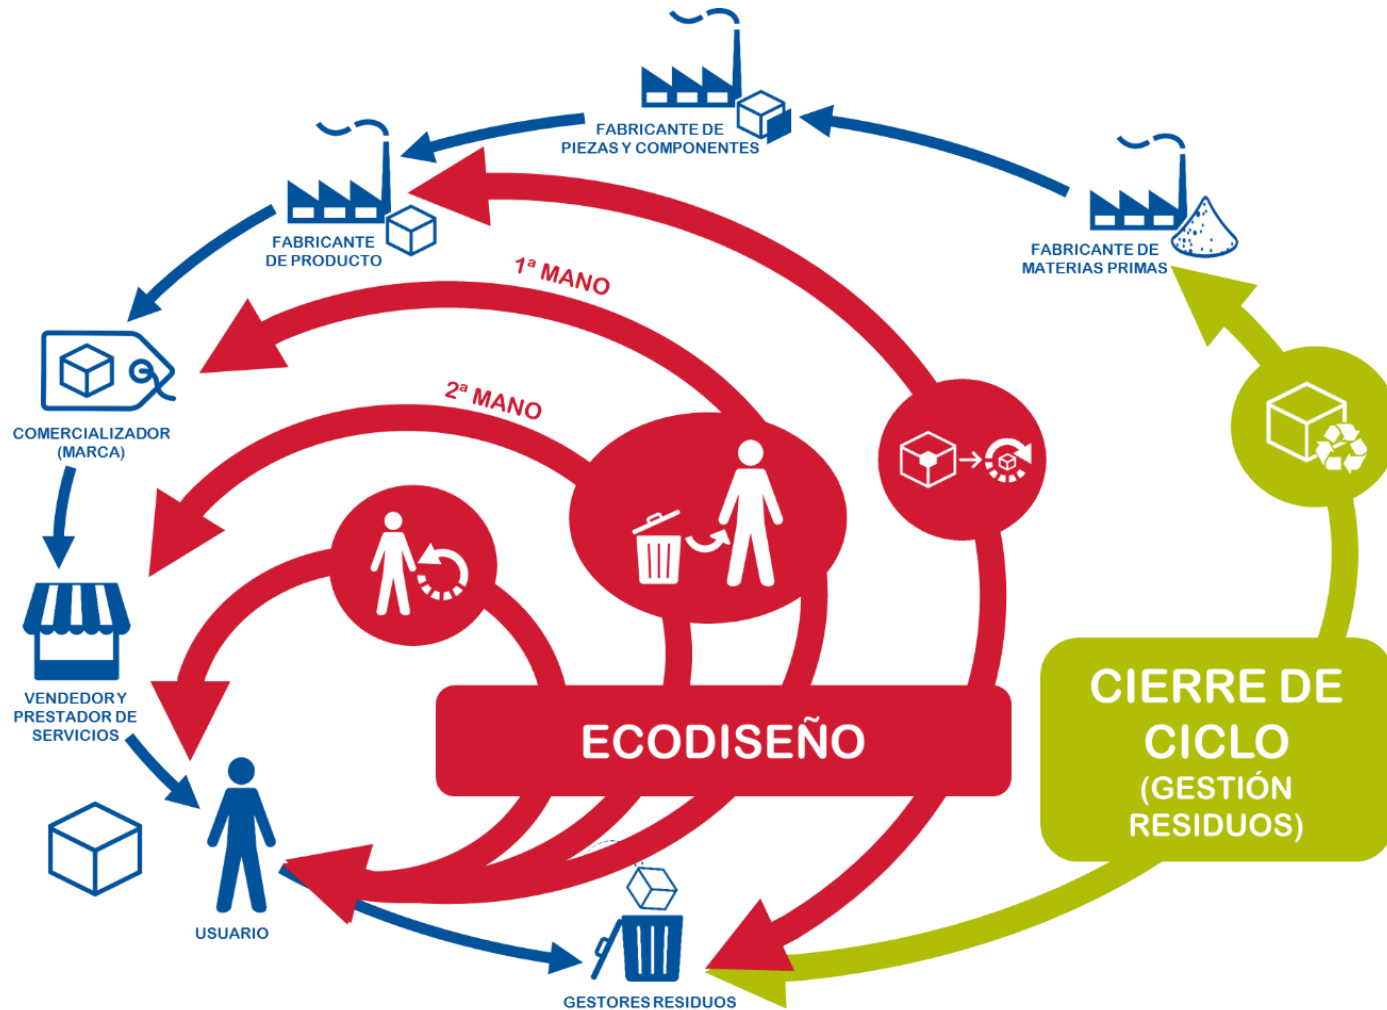 FABRICANTE DE
PIEZAS Y COMPONENTES
FABRICANTE
DE PRODUCTO
FABRICANTE DE
MATERIAS PRIMAS
1ª MANO
2ª MANO
COMERCIALIZADOR
(MARCA)
VENDEDOR Y
PRESTADOR DE
SERVICIOS
ECODISEÑO
CIERRE DE
CICLO
(GESTIÓN
RESIDUOS)
USUARIO
GESTORES RESIDUOS